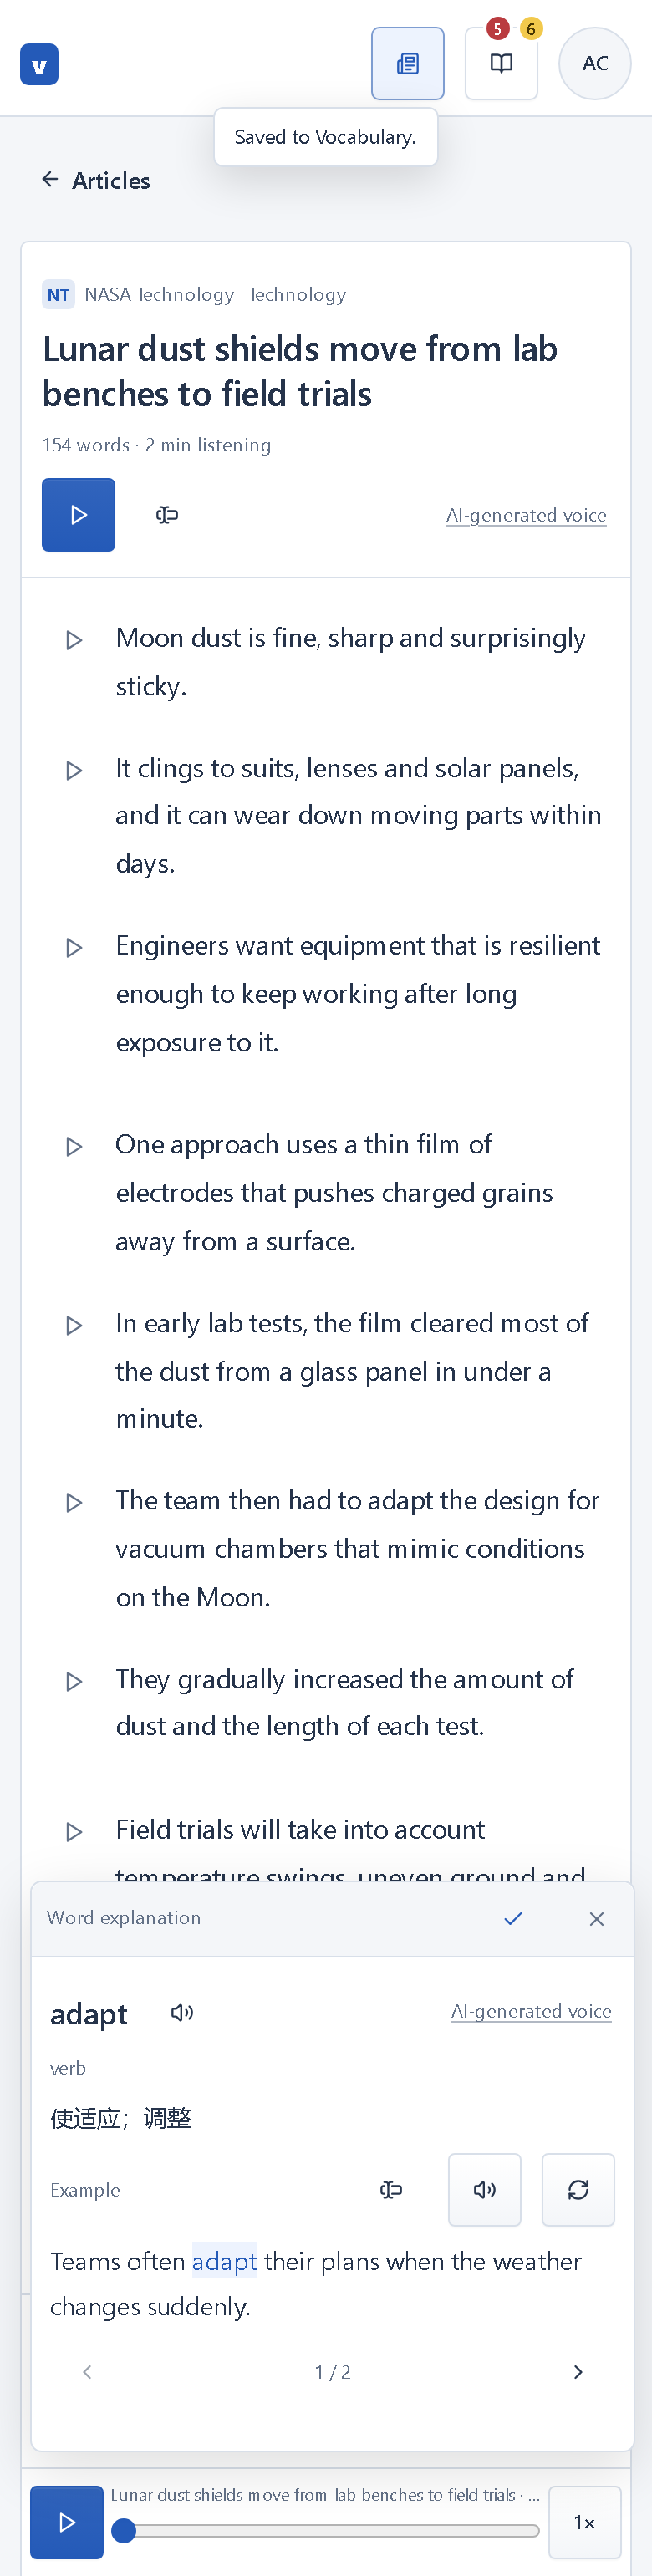 v
5
6
AC
Saved to Vocabulary.
Articles
NT NASA Technology Technology
Lunar dust shields move from lab
benches to field trials
154 words · 2 min listening
AI-generated voice
Moon dust is fine, sharp and surprisingly
sticky.
It clings to suits, lenses and solar panels,
and it can wear down moving parts within
days.
Engineers want equipment that is resilient
enough to keep working after long
exposure to it.
One approach uses a thin film of
electrodes that pushes charged grains
away from a surface.
In early lab tests, the film cleared most of
the dust from a glass panel in under a
minute.
The team then had to adapt the design for
vacuum chambers that mimic conditions
on the Moon.
They gradually increased the amount of
dust and the length of each test.
Field trials will take into account
temperature swings, uneven ground and
Word explanation
adapt
AI-generated voice
verb
使适应；调整
Example
Teams often adapt their plans when the weather
changes suddenly.
1 / 2
Lunar dust shields move from lab benches to field trials · ...
1×